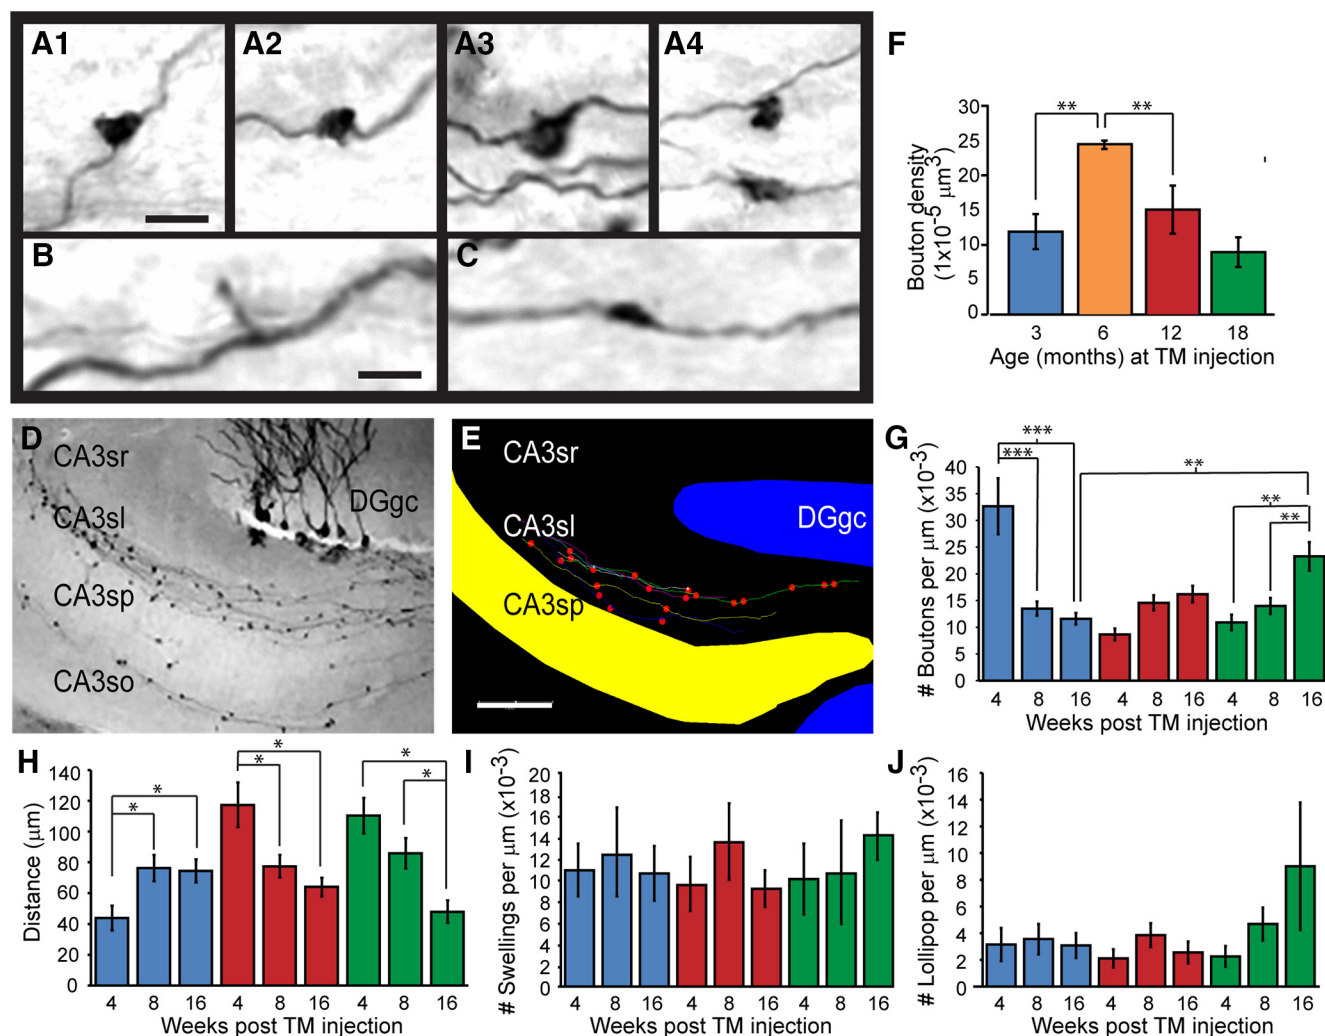 A1
A2
A3
A4
B
C
D
CA3sr
CA3sl
DGgc
CA3sp
CA3so
E
CA3sr
CA3sl
DGgc
CA3sp
F
Bouton density
(1x10-5 μm3)
30
25
20
15
10
5
0
** **
3 6 12 18
Age (months) at TM injection
G
# Boutons per μm (x10-3)
40
35
30
25
20
15
10
5
0
***
***
**
**
**
4 8 16 4 8 16 4 8 16
Weeks post TM injection
H
Distance (μm)
140
120
100
80
60
40
20
0
*
*
*
*
*
*
4 8 16 4 8 16 4 8 16
Weeks post TM injection
I
# Swellings per μm (x10-3)
20
18
16
14
12
10
8
6
4
2
0
4 8 16 4 8 16 4 8 16
Weeks post TM injection
J
# Lollipop per μm (x10-3)
16
14
12
10
8
6
4
2
0
4 8 16 4 8 16 4 8 16
Weeks post TM injection